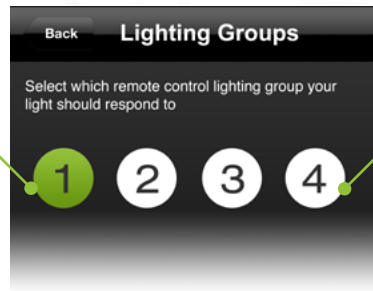 Back
Lighting Groups
Select which remote control lighting group your
light should respond to
1 2 3 4